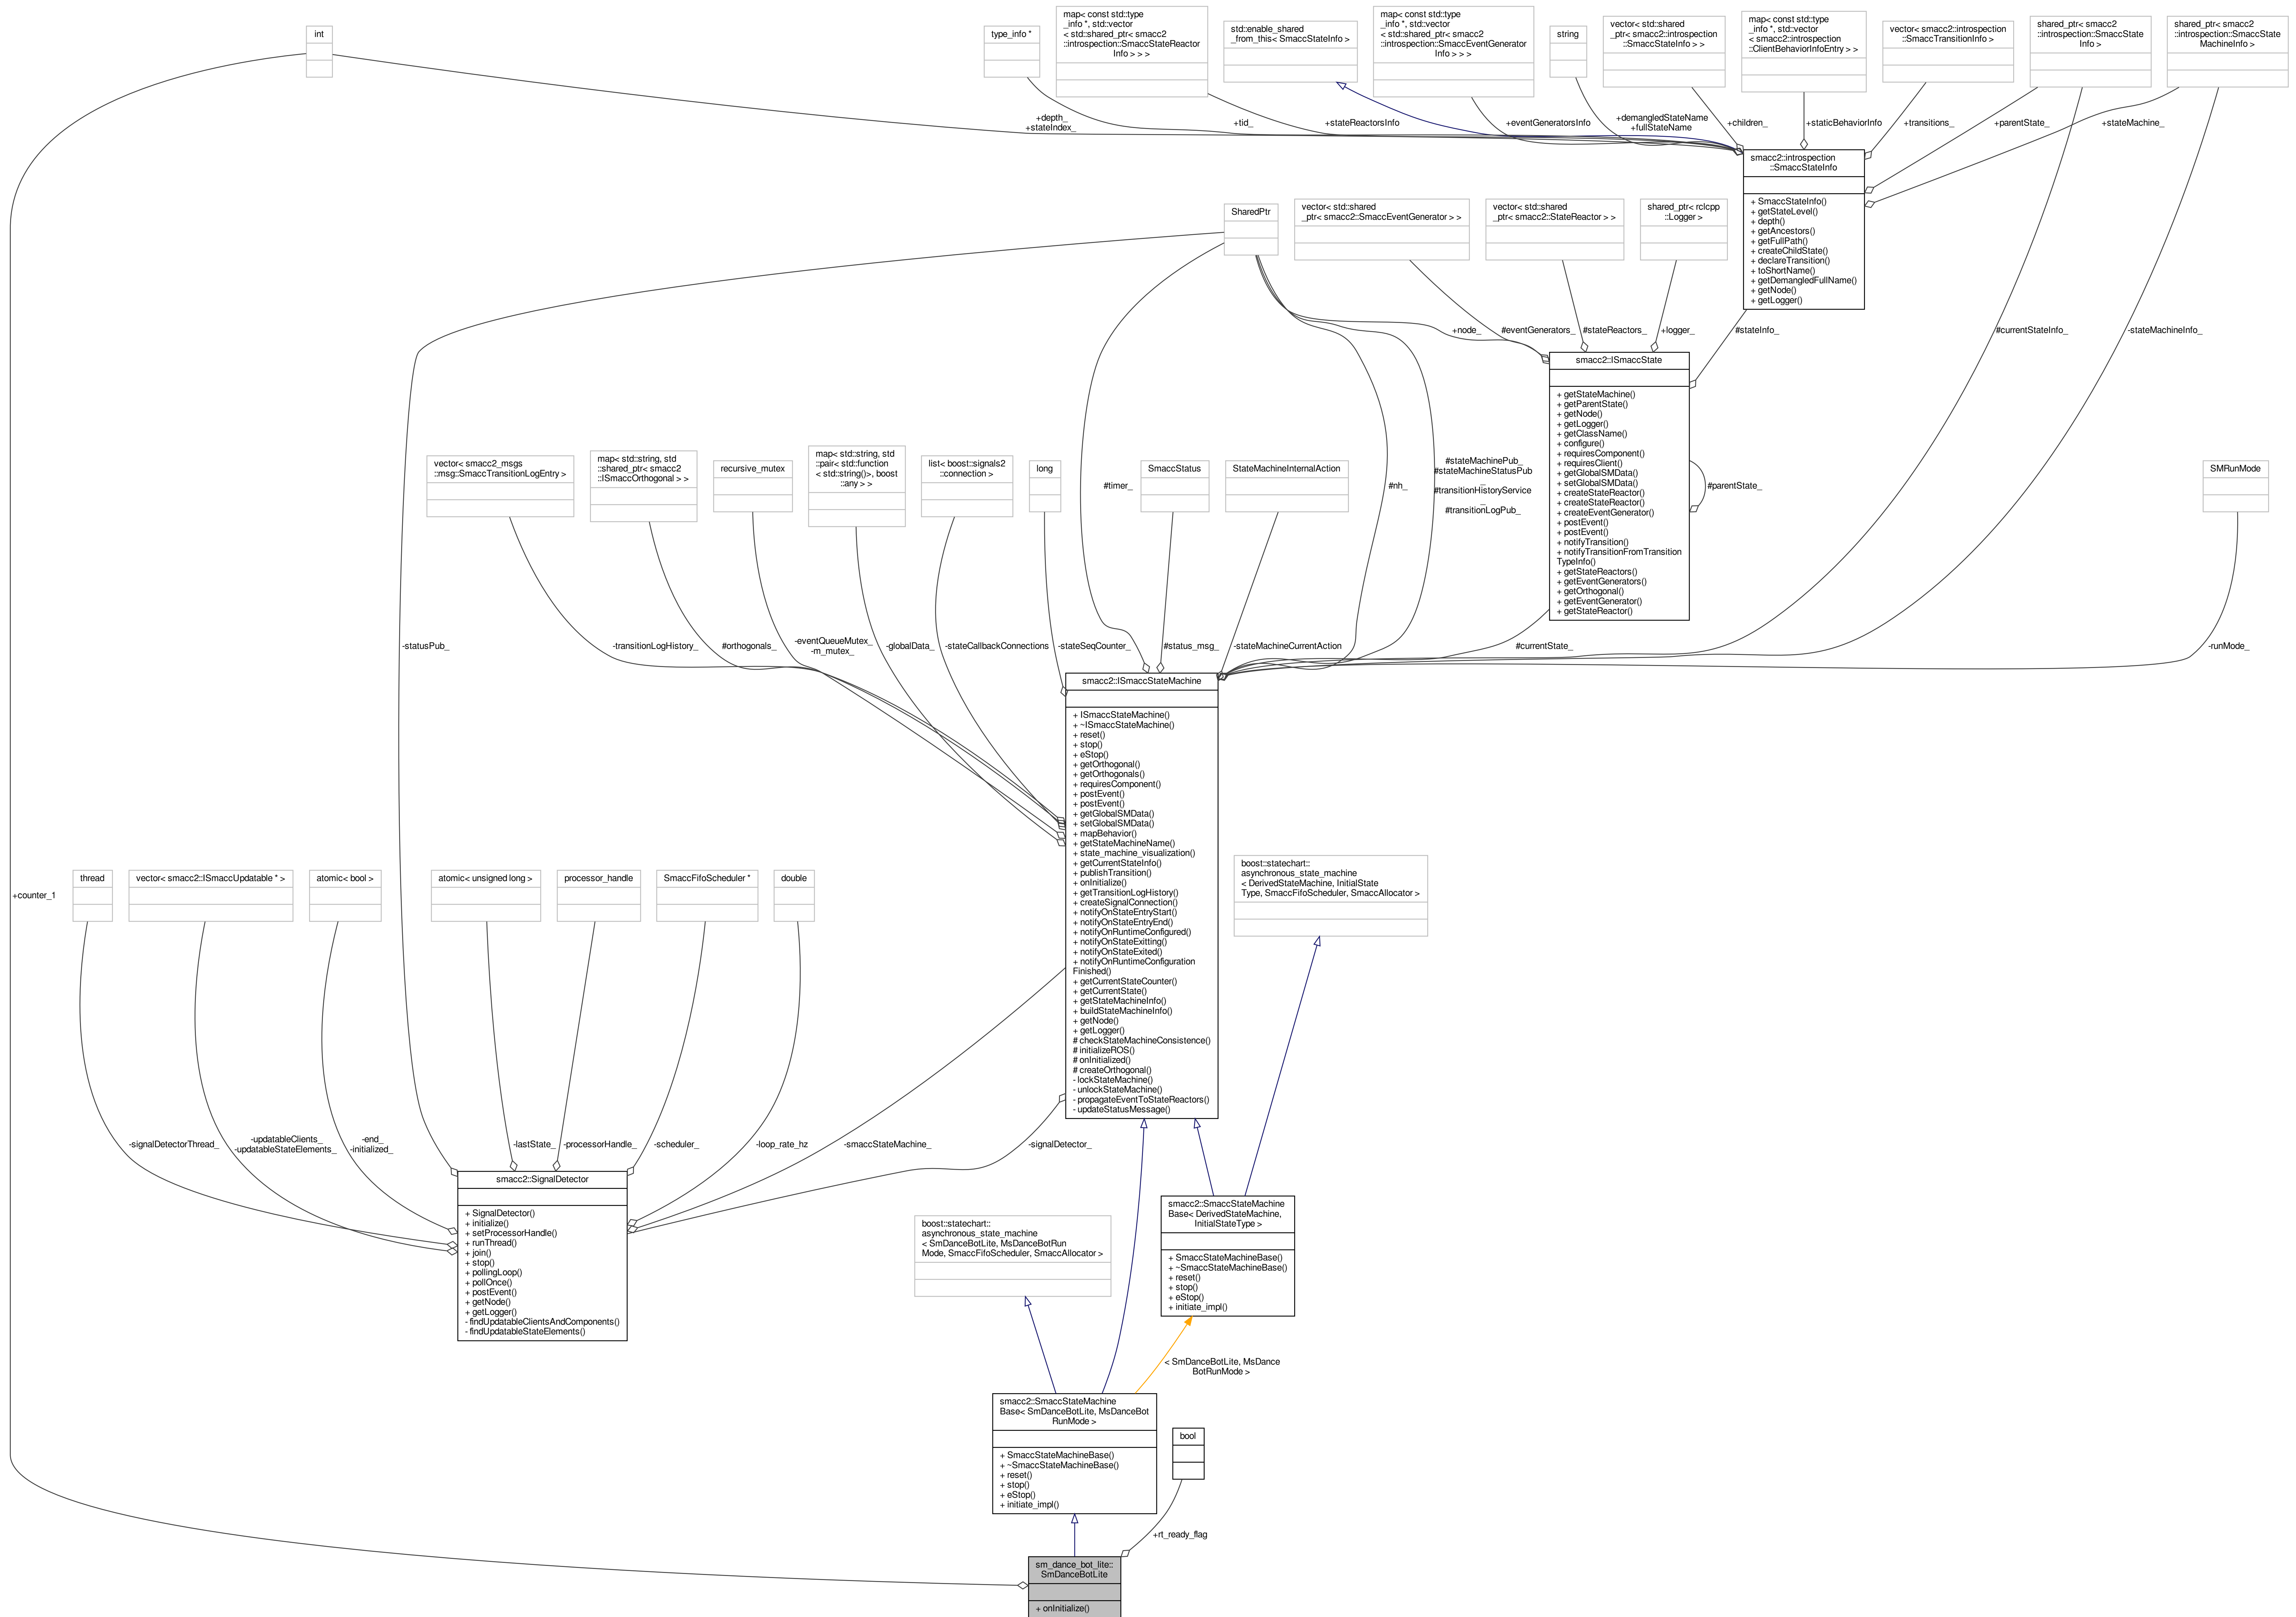 int
type_info *
map< const std::type
_info *, std::vector
< std::shared_ptr< smacc2
::introspection::SmaccStateReactor
Info > > >
std::enable_shared
_from_this< SmaccStateInfo >
map< const std::type
_info *, std::vector
< std::shared_ptr< smacc2
::introspection::SmaccEventGenerator
Info > > >
string
vector< std::shared
_ptr< smacc2::introspection
::SmaccStateInfo > >
map< const std::type
_info *, std::vector
< smacc2::introspection
::ClientBehaviorInfoEntry > >
vector< smacc2::introspection
::SmaccTransitionInfo >
shared_ptr< smacc2
::introspection::SmaccState
Info >
shared_ptr< smacc2
::introspection::SmaccState
MachineInfo >
+depth_
+stateIndex_
+tid_
+stateReactorsInfo
+eventGeneratorsInfo
+demangledStateName
+fullStateName
+children_
+staticBehaviorInfo
+transitions_
+parentState_
+stateMachine_
smacc2::introspection
::SmaccStateInfo
+ SmaccStateInfo()
+ getStateLevel()
+ depth()
+ getAncestors()
+ getFullPath()
+ createChildState()
+ declareTransition()
+ toShortName()
+ getDemangledFullName()
+ getNode()
+ getLogger()
SharedPtr
vector< std::shared
_ptr< smacc2::SmaccEventGenerator > >
vector< std::shared
_ptr< smacc2::StateReactor > >
shared_ptr< rclcpp
::Logger >
+node_
#eventGenerators_
#stateReactors_
+logger_
#stateInfo_
#currentStateInfo_
-stateMachineInfo_
smacc2::ISmaccState
+ getStateMachine()
+ getParentState()
+ getNode()
+ getLogger()
+ getClassName()
+ configure()
+ requiresComponent()
+ requiresClient()
+ getGlobalSMData()
+ setGlobalSMData()
+ createStateReactor()
+ createStateReactor()
+ createEventGenerator()
+ postEvent()
+ postEvent()
+ notifyTransition()
+ notifyTransitionFromTransition
TypeInfo()
+ getStateReactors()
+ getEventGenerators()
+ getOrthogonal()
+ getEventGenerator()
+ getStateReactor()
#parentState_
vector< smacc2_msgs
::msg::SmaccTransitionLogEntry >
map< std::string, std
::shared_ptr< smacc2
::ISmaccOrthogonal > >
recursive_mutex
map< std::string, std
::pair< std::function
< std::string()>, boost
::any > >
list< boost::signals2
::connection >
long
SmaccStatus
StateMachineInternalAction
SMRunMode
#timer_
#nh_
#stateMachinePub_
#stateMachineStatusPub
_
#transitionHistoryService
_
#transitionLogPub_
-statusPub_
-transitionLogHistory_
#orthogonals_
-eventQueueMutex_
-m_mutex_
-globalData_
-stateCallbackConnections
-stateSeqCounter_
#status_msg_
-stateMachineCurrentAction
#currentState_
-runMode_
smacc2::ISmaccStateMachine
+ ISmaccStateMachine()
+ ~ISmaccStateMachine()
+ reset()
+ stop()
+ eStop()
+ getOrthogonal()
+ getOrthogonals()
+ requiresComponent()
+ postEvent()
+ postEvent()
+ getGlobalSMData()
+ setGlobalSMData()
+ mapBehavior()
+ getStateMachineName()
+ state_machine_visualization()
+ getCurrentStateInfo()
+ publishTransition()
+ onInitialize()
+ getTransitionLogHistory()
+ createSignalConnection()
+ notifyOnStateEntryStart()
+ notifyOnStateEntryEnd()
+ notifyOnRuntimeConfigured()
+ notifyOnStateExitting()
+ notifyOnStateExited()
+ notifyOnRuntimeConfiguration
Finished()
+ getCurrentStateCounter()
+ getCurrentState()
+ getStateMachineInfo()
+ buildStateMachineInfo()
+ getNode()
+ getLogger()
# checkStateMachineConsistence()
# initializeROS()
# onInitialized()
# createOrthogonal()
- lockStateMachine()
- unlockStateMachine()
- propagateEventToStateReactors()
- updateStatusMessage()
+counter_1
thread
vector< smacc2::ISmaccUpdatable * >
atomic< bool >
atomic< unsigned long >
processor_handle
SmaccFifoScheduler *
double
boost::statechart::
asynchronous_state_machine
< DerivedStateMachine, InitialState
Type, SmaccFifoScheduler, SmaccAllocator >
-signalDetectorThread_
-updatableClients_
-updatableStateElements_
-end_
-initialized_
-lastState_
-processorHandle_
-scheduler_
-loop_rate_hz
-smaccStateMachine_
-signalDetector_
smacc2::SignalDetector
+ SignalDetector()
+ initialize()
+ setProcessorHandle()
+ runThread()
+ join()
+ stop()
+ pollingLoop()
+ pollOnce()
+ postEvent()
+ getNode()
+ getLogger()
- findUpdatableClientsAndComponents()
- findUpdatableStateElements()
boost::statechart::
asynchronous_state_machine
< SmDanceBotLite, MsDanceBotRun
Mode, SmaccFifoScheduler, SmaccAllocator >
smacc2::SmaccStateMachine
Base< DerivedStateMachine,
InitialStateType >
+ SmaccStateMachineBase()
+ ~SmaccStateMachineBase()
+ reset()
+ stop()
+ eStop()
+ initiate_impl()
< SmDanceBotLite, MsDance
BotRunMode >
smacc2::SmaccStateMachine
Base< SmDanceBotLite, MsDanceBot
RunMode >
+ SmaccStateMachineBase()
+ ~SmaccStateMachineBase()
+ reset()
+ stop()
+ eStop()
+ initiate_impl()
bool
+rt_ready_flag
sm_dance_bot_lite::
SmDanceBotLite
+ onInitialize()